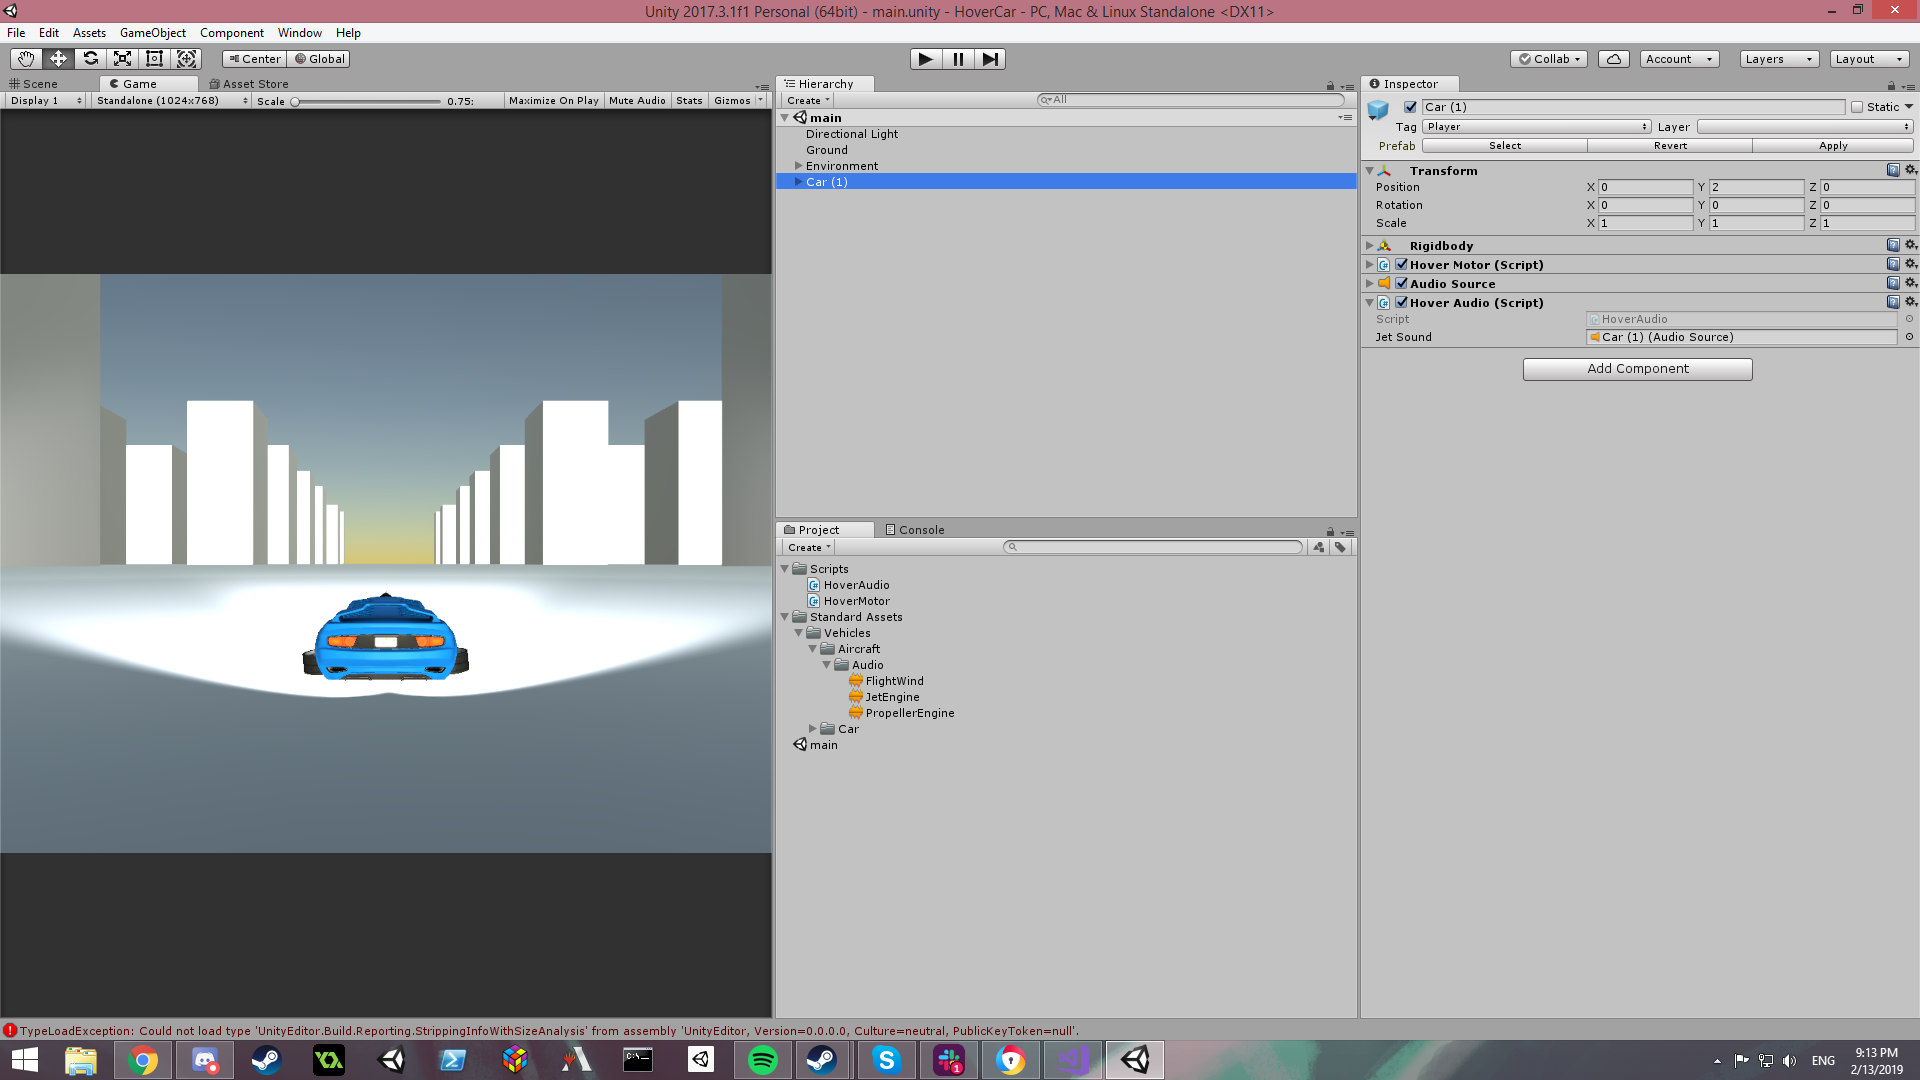 Unity 2017.3.1f1 Personal (64bit) - main.unity - HoverCar - PC, Mac & Linux Standalone <DX11>
File Edit Assets GameObject Component Window Help
Center Global Collab Account Layers Layout
Scene Game Asset Store
Display 1 Standalone (1024x768) Scale 0.75: Maximize On Play Mute Audio Stats Gizmos
Hierarchy
Create All
main
Directional Light
Ground
Environment
Car (1)
Project Console
Create
Scripts
HoverAudio
HoverMotor
Standard Assets
Vehicles
Aircraft
Audio
FlightWind
JetEngine
PropellerEngine
Car
main
Inspector
Car (1) Static
Tag Player Layer
Prefab Select Revert Apply
Transform
Position X 0 Y 2 Z 0
Rotation X 0 Y 0 Z 0
Scale X 1 Y 1 Z 1
Rigidbody
Hover Motor (Script)
Audio Source
Hover Audio (Script)
Script HoverAudio
Jet Sound Car (1) (Audio Source)
Add Component
TypeLoadException: Could not load type 'UnityEditor.Build.Reporting.StrippingInfoWithSizeAnalysis' from assembly 'UnityEditor, Version=0.0.0.0, Culture=neutral, PublicKeyToken=null'.
ENG 9:13 PM
2/13/2019